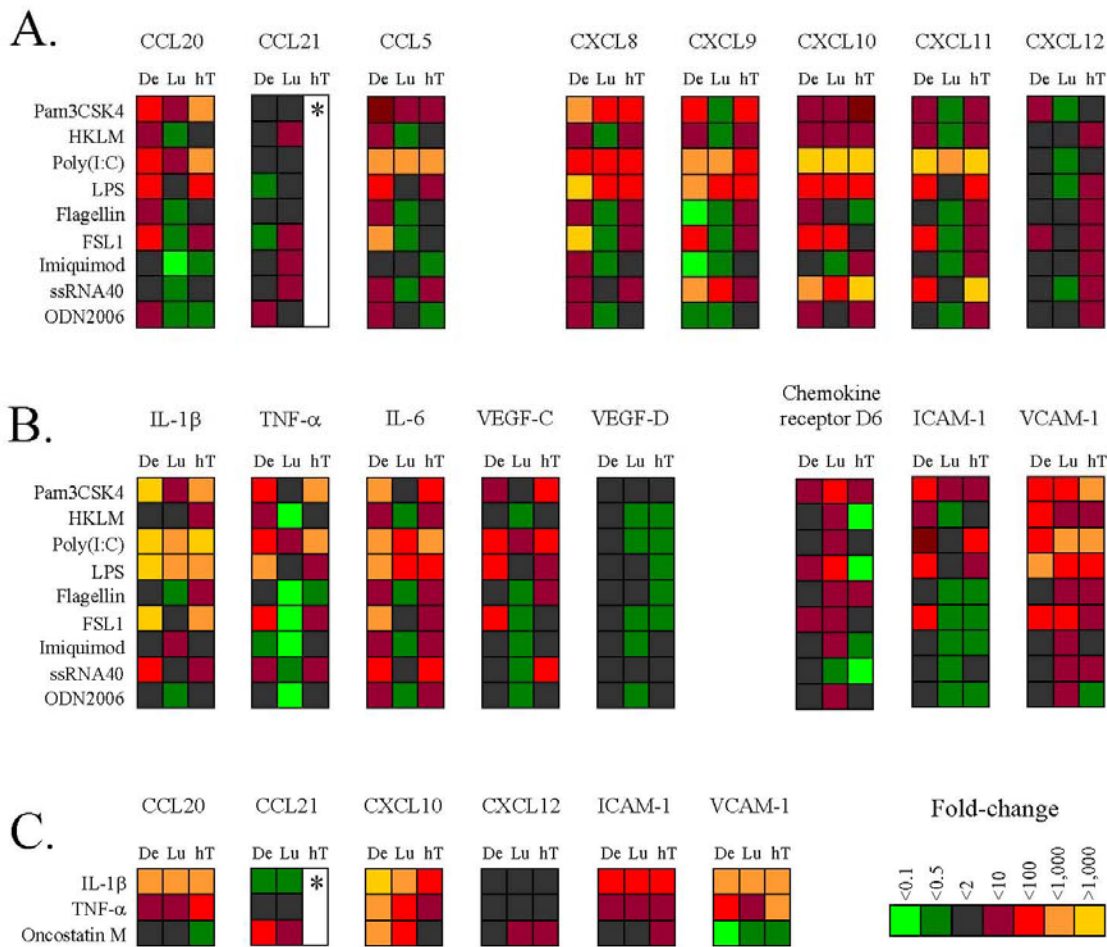 A.
CCL20 CCL21 CCL5 CXCL8 CXCL9 CXCL10 CXCL11 CXCL12
De Lu hT De Lu hT De Lu hT De Lu hT De Lu hT De Lu hT De Lu hT De Lu hT
Pam3CSK4 *
HKLM
Poly(I:C)
LPS
Flagellin
FSL1
Imiquimod
ssRNA40
ODN2006
B.
IL-1β TNF-α IL-6 VEGF-C VEGF-D Chemokine receptor D6 ICAM-1 VCAM-1
De Lu hT De Lu hT De Lu hT De Lu hT De Lu hT De Lu hT De Lu hT De Lu hT
Pam3CSK4
HKLM
Poly(I:C)
LPS
Flagellin
FSL1
Imiquimod
ssRNA40
ODN2006
C.
CCL20 CCL21 CXCL10 CXCL12 ICAM-1 VCAM-1
De Lu hT De Lu hT De Lu hT De Lu hT De Lu hT De Lu hT
IL-1β *
TNF-α
Oncostatin M
Fold-change
<0.1 <0.5 <2 <10 <100 <1,000 >1,000